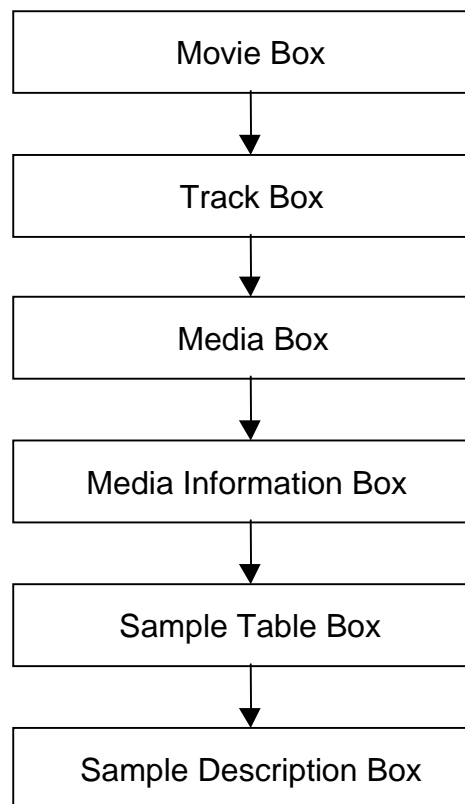 Movie Box
Track Box
Media Box
Media Information Box
Sample Table Box
Sample Description Box